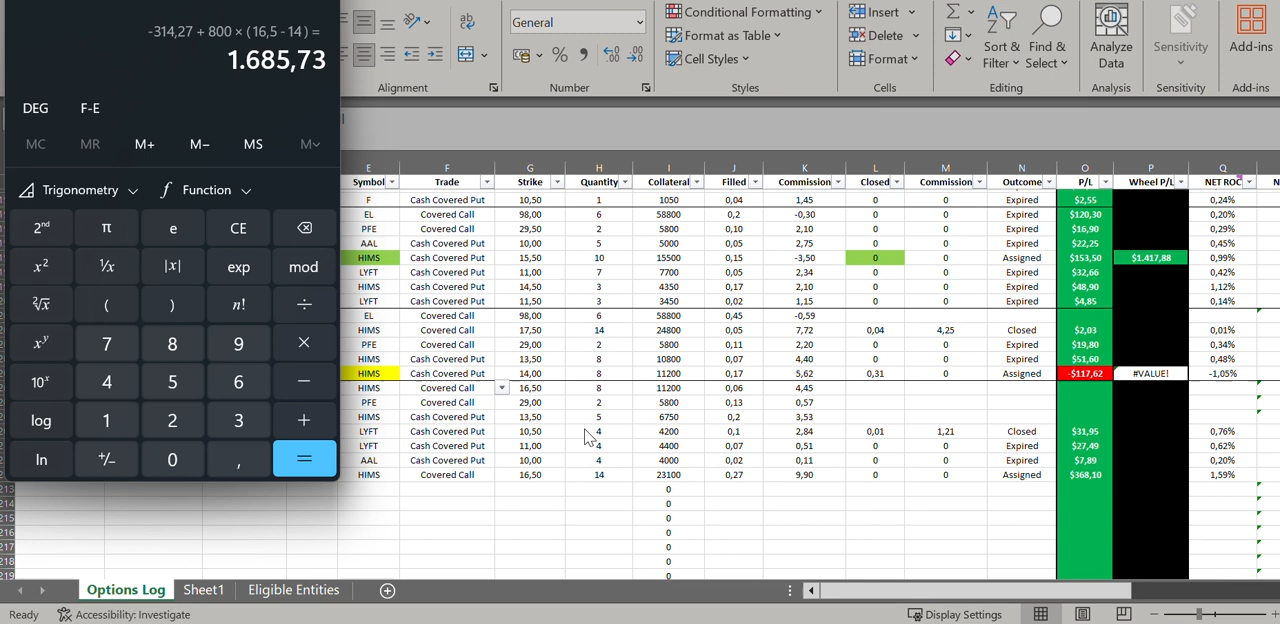 -314,27 + 800 × (16,5 - 14) =
1.685,73
DEG F-E
MC MR M+ M− MS M
Trigonometry Function
2nd π e CE
x² ¹⁄x |x| exp mod
²√x ( ) n! ÷
xʸ 7 8 9 ×
10ˣ 4 5 6 −
log 1 2 3 +
ln +/− 0 , =
General
Alignment
% 9
Number
Conditional Formatting
Format as Table
Cell Styles
Styles
Insert
Delete
Format
Cells
Sort & Filter
Find & Select
Editing
Analyze Data
Analysis
Sensitivity
Sensitivity
Add-ins
Add-ins
E F G H I J K L M N O P Q
Symbol Trade Strike Quantity Collateral Filled Commission Closed Commission Outcome P/L Wheel P/L NET ROC N
F Cash Covered Put 10,50 1 1050 0,04 1,45 0 0 Expired $2,55 0,24%
EL Covered Call 98,00 6 58800 0,2 -0,30 0 0 Expired $120,30 0,20%
PFE Covered Call 29,50 2 5800 0,10 2,10 0 0 Expired $16,90 0,29%
AAL Cash Covered Put 10,00 5 5000 0,05 2,75 0 0 Expired $22,25 0,45%
HIMS Cash Covered Put 15,50 10 15500 0,15 -3,50 0 0 Assigned $153,50 $1.417,88 0,99%
LYFT Cash Covered Put 11,00 7 7700 0,05 2,34 0 0 Expired $32,66 0,42%
HIMS Cash Covered Put 14,50 3 4350 0,17 2,10 0 0 Expired $48,90 1,12%
LYFT Cash Covered Put 11,50 3 3450 0,02 1,15 0 0 Expired $4,85 0,14%
EL Covered Call 98,00 6 58800 0,45 -0,59
HIMS Covered Call 17,50 14 24800 0,05 7,72 0,04 4,25 Closed $2,03 0,01%
PFE Covered Call 29,00 2 5800 0,11 2,20 0 0 Expired $19,80 0,34%
HIMS Cash Covered Put 13,50 8 10800 0,07 4,40 0 0 Expired $51,60 0,48%
HIMS Cash Covered Put 14,00 8 11200 0,17 5,62 0,31 0 Assigned -$117,62 #VALUE! -1,05%
HIMS Covered Call 16,50 8 11200 0,06 4,45
PFE Covered Call 29,00 2 5800 0,13 0,57
HIMS Cash Covered Put 13,50 5 6750 0,2 3,53
LYFT Cash Covered Put 10,50 4 4200 0,1 2,84 0,01 1,21 Closed $31,95 0,76%
LYFT Cash Covered Put 11,00 4 4400 0,07 0,51 0 0 Expired $27,49 0,62%
AAL Cash Covered Put 10,00 4 4000 0,02 0,11 0 0 Expired $7,89 0,20%
HIMS Covered Call 16,50 14 23100 0,27 9,90 0 0 Assigned $368,10 1,59%
213 0
214 0
215 0
216 0
217 0
218 0
219 0
Options Log Sheet1 Eligible Entities
Ready Accessibility: Investigate Display Settings